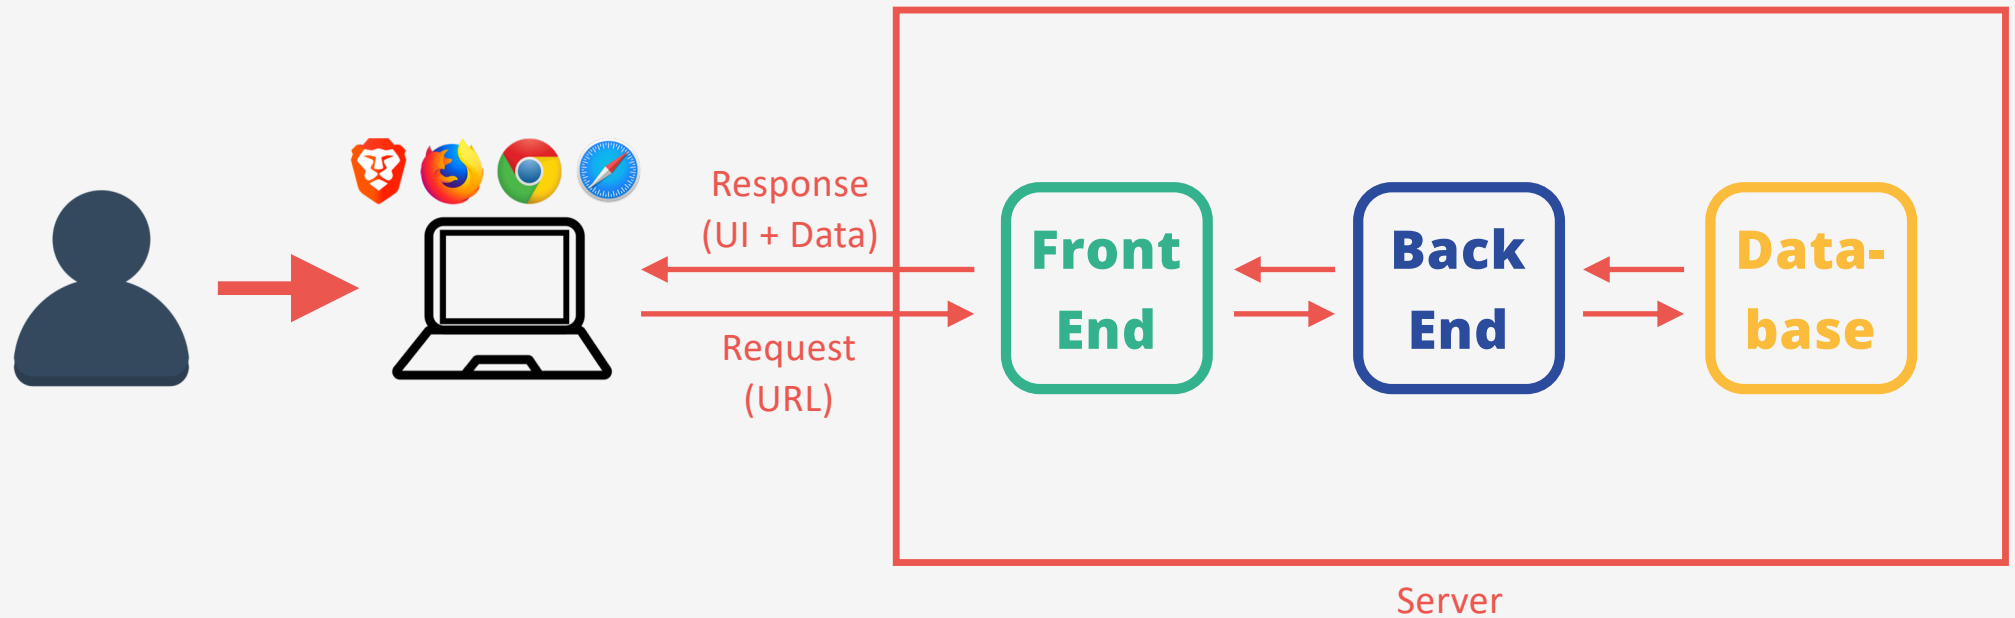 Response
(UI + Data)
Request
(URL)
Front
End
Back
End
Data-
base
Server